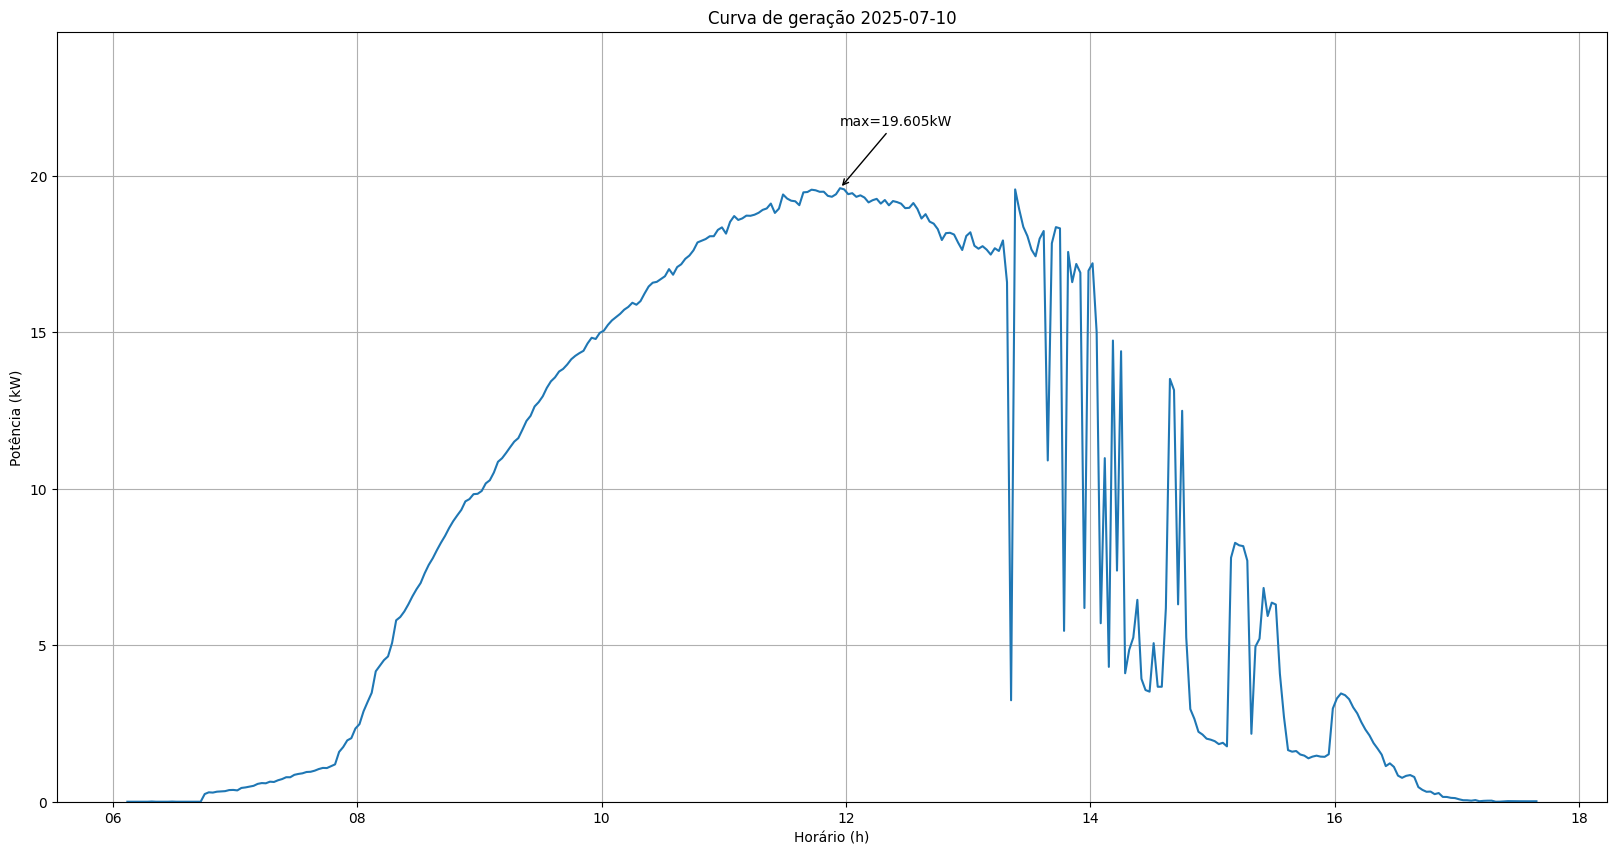 Curva de geração 2025-07-10
max=19.605kW
20
15
10
5
0
Potência (kW)
06 08 10 12 14 16 18
Horário (h)